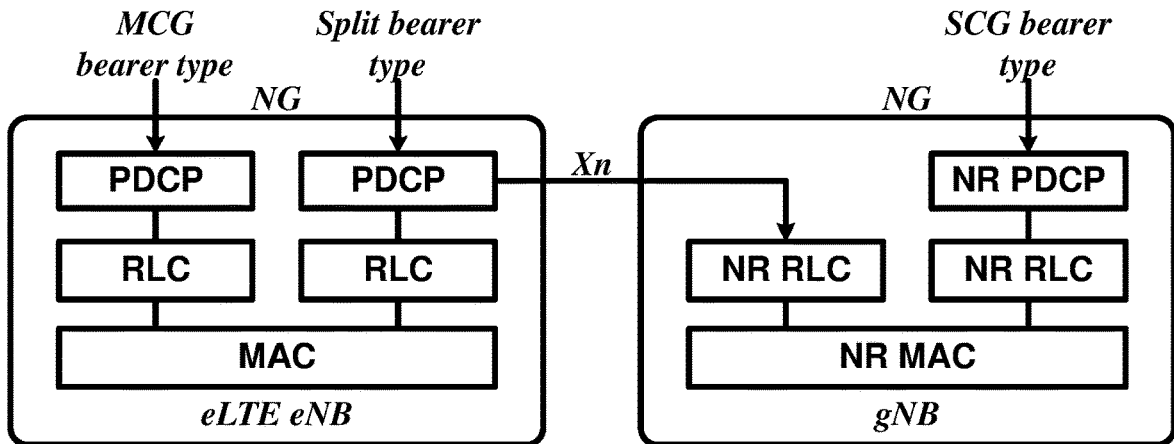 MCG
bearer type
Split bearer
type
SCG bearer
type
NG
NG
PDCP
PDCP
Xn
NR PDCP
RLC
RLC
NR RLC
NR RLC
MAC
NR MAC
eLTE eNB
gNB